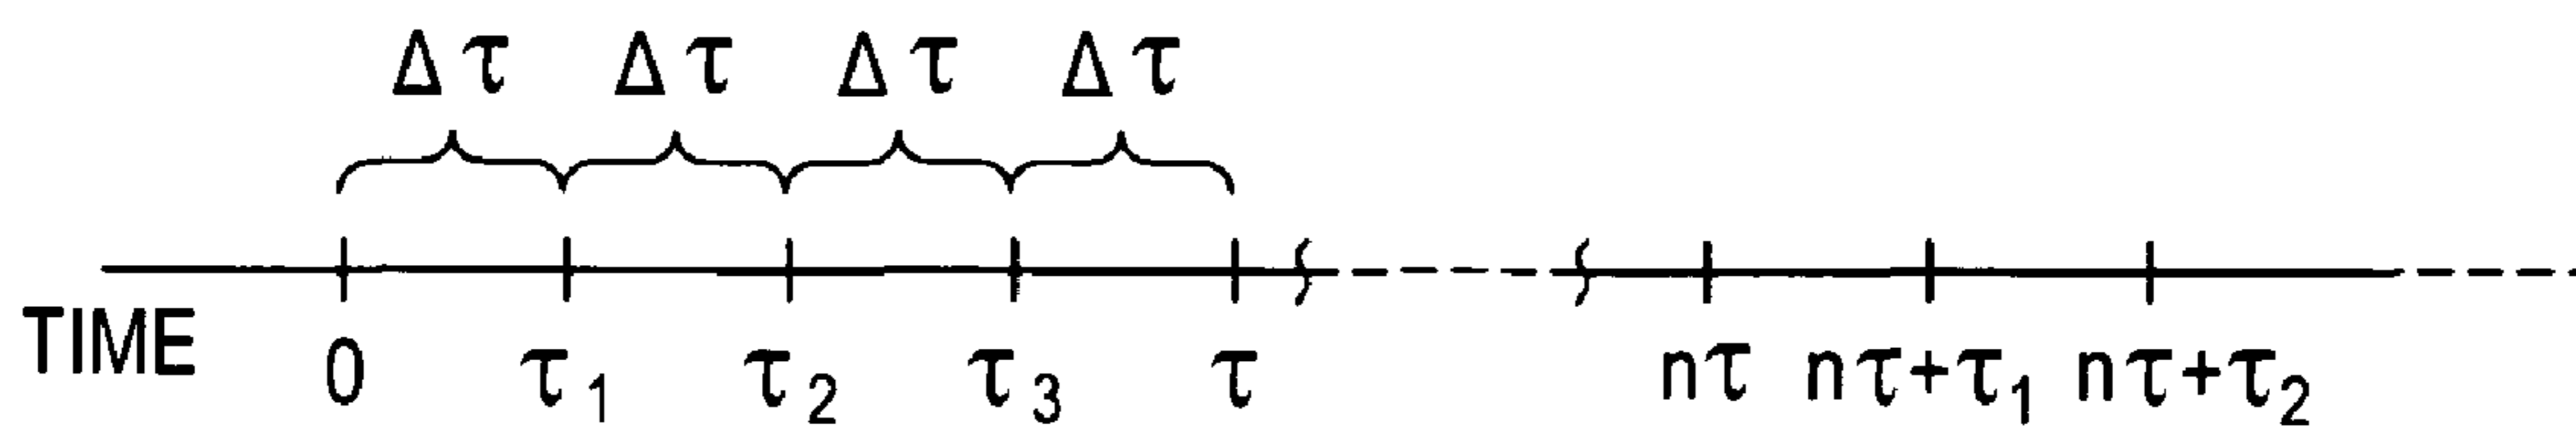 Δτ Δτ Δτ Δτ
TIME 0 τ₁ τ₂ τ₃ τ nτ nτ+τ₁ nτ+τ₂